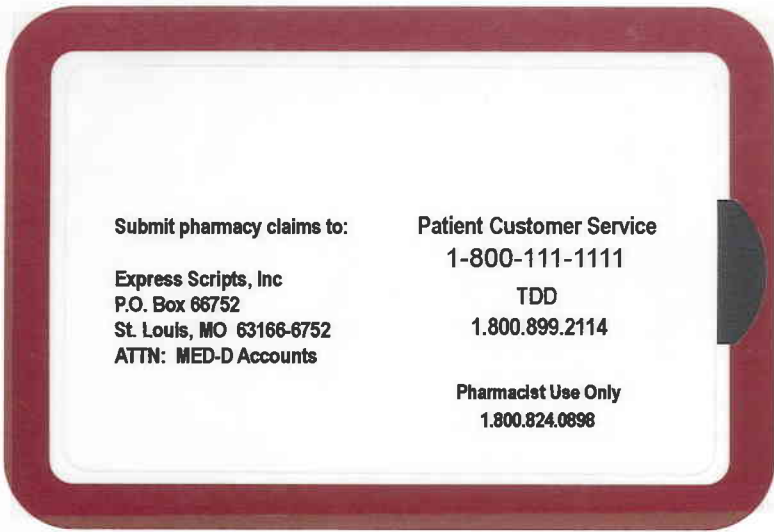 Submit pharmacy claims to:
Express Scripts, Inc
P.O. Box 66752
St. Louis, MO 63166-6752
ATTN: MED-D Accounts
Patient Customer Service
1-800-111-1111
TDD
1.800.899.2114
Pharmacist Use Only
1.800.824.0898